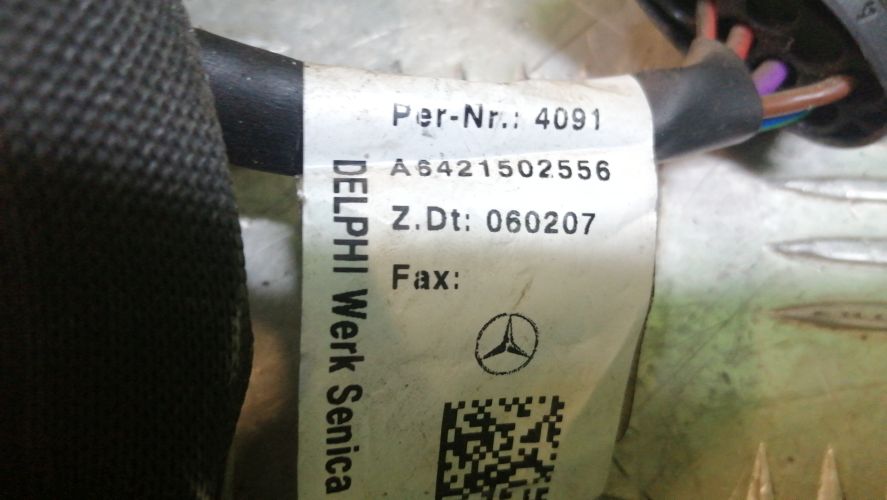 Per-Nr.: 4091
A6421502556
Z.Dt: 060207
Fax:
DELPHI Werk Senica